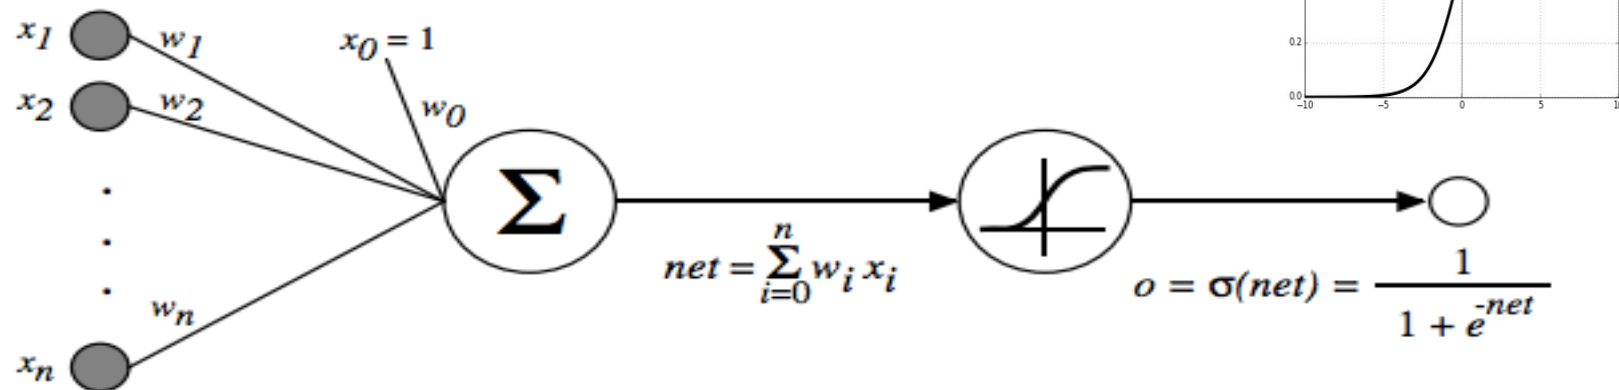 x1
w1
x0 = 1
x2
w2
w0
Σ
net = Σ(i=0 to n) wi xi
o = σ(net) = 1 / (1 + e^-net)
wn
xn
0.2
0.0
−10
−5
0
5